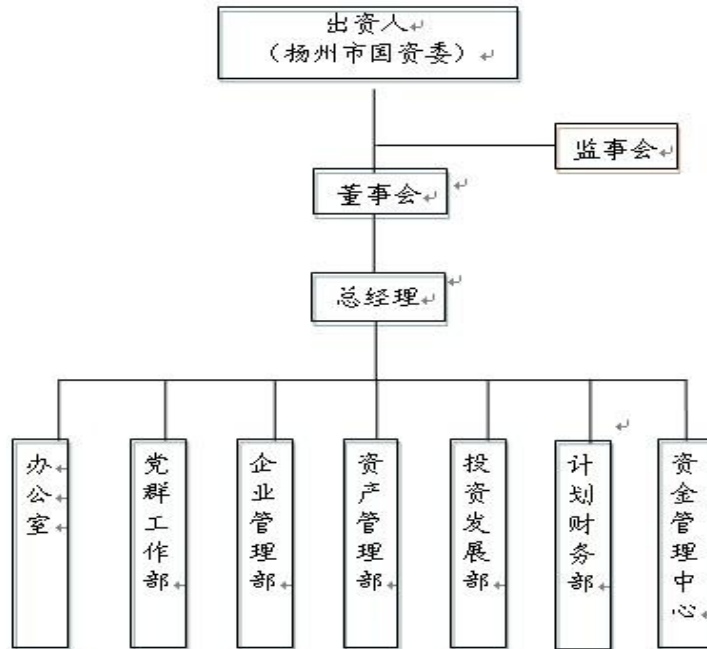 出资人
（扬州市国资委）
监事会
董事会
总经理
办公室
党群工作部
企业管理部
资产管理部
投资发展部
计划财务部
资金管理中心